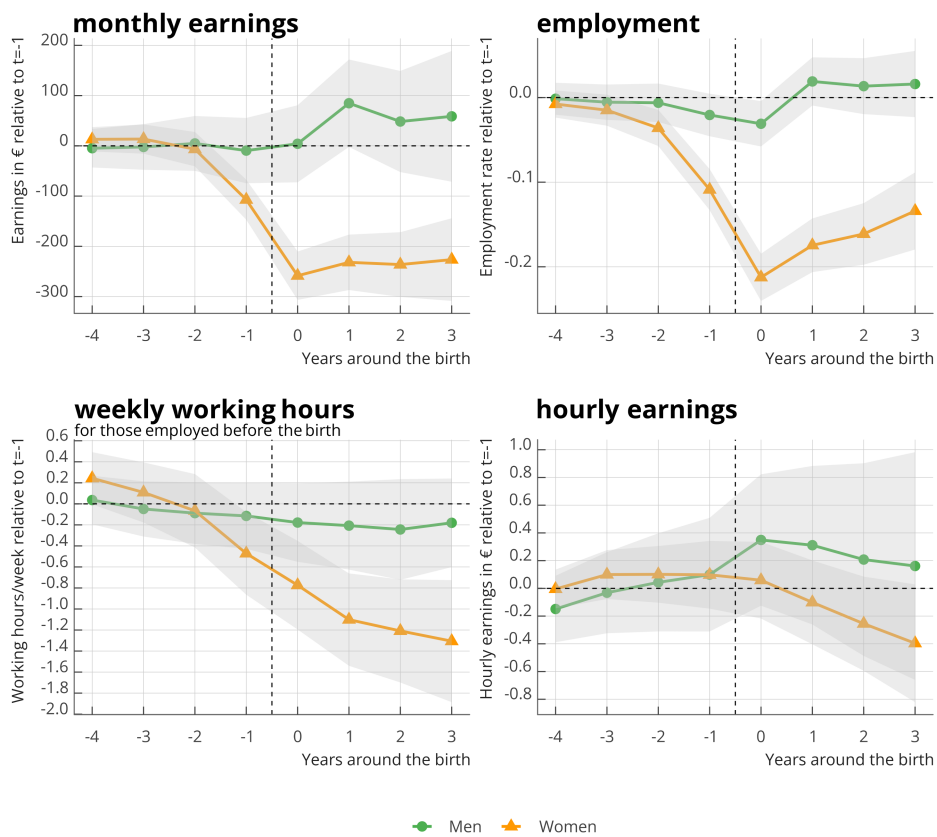 monthly earnings
Earnings in € relative to t=-1
200
100
0
-100
-200
-300
-4 -3 -2 -1 0 1 2 3
Years around the birth
employment
Employment rate relative to t=-1
0.0
-0.1
-0.2
-4 -3 -2 -1 0 1 2 3
Years around the birth
weekly working hours
for those employed before the birth
Working hours/week relative to t=-1
0.6
0.4
0.2
0.0
-0.2
-0.4
-0.6
-0.8
-1.0
-1.2
-1.4
-1.6
-1.8
-2.0
-4 -3 -2 -1 0 1 2 3
Years around the birth
hourly earnings
Hourly earnings in € relative to t=-1
1.0
0.8
0.6
0.4
0.2
0.0
-0.2
-0.4
-0.6
-0.8
-4 -3 -2 -1 0 1 2 3
Years around the birth
Men Women